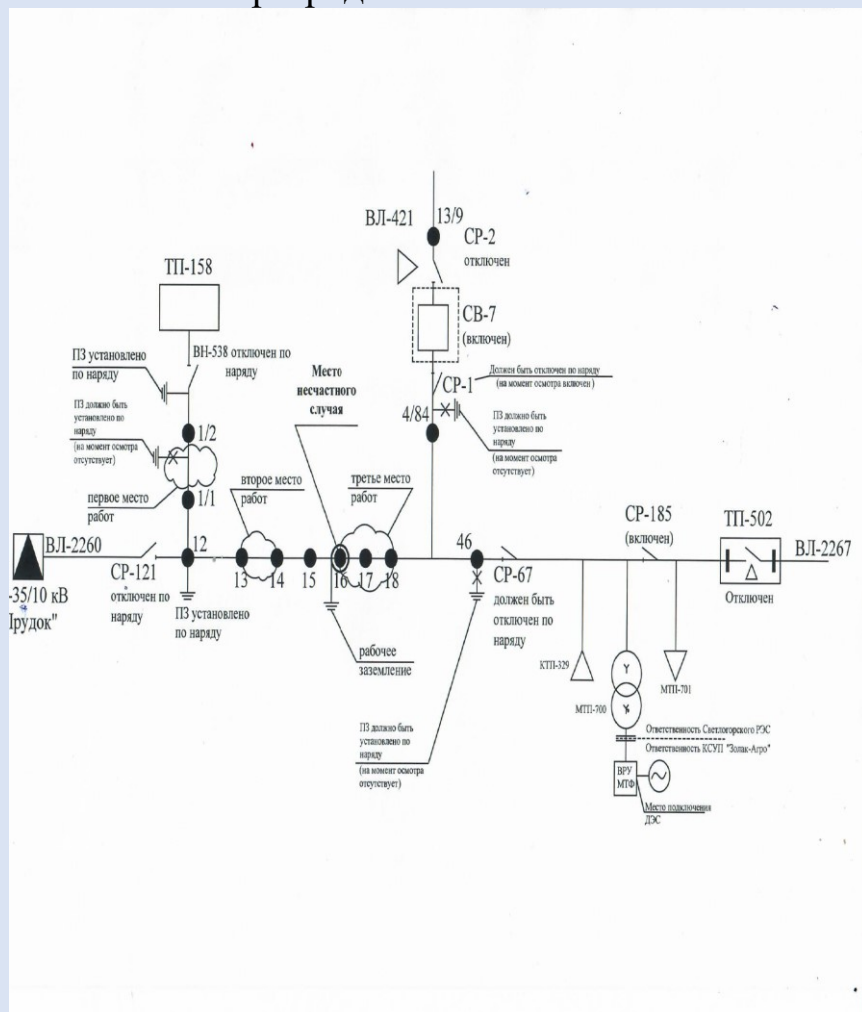 ВЛ-421
13/9
СР-2
отключен
ТП-158
СВ-7
(включен)
ПЗ установлено
по наряду
ВН-538 отключен по
наряду
Место
несчастного
случая
Должен быть отключен по наряду
(на момент осмотра включен )
СР-1
ПЗ должно быть
установлено по
наряду
(на момент осмотра
отсутствует)
4/84
ПЗ должно быть
установлено по
наряду
(на момент осмотра
отсутствует)
1/2
1/1
первое место
работ
второе место
работ
третье место
работ
СР-185
(включен)
ТП-502
ВЛ-2260
12
46
ВЛ-2267
СР-121
отключен по
наряду
13
14
15
16
17
18
СР-67
должен быть
отключен по
наряду
Отключен
-35/10 кВ
ПЗ установлено
по наряду
рабочее
заземление
КТП-329
МТП-700
МТП-701
ПЗ должно быть
установлено по
наряду
(на момент осмотра
отсутствует)
Ответственность Светлогорского РЭС
Ответственность КСУП "Золак-Агро"
ВРУ
МТФ
Место подключения
ДЭС